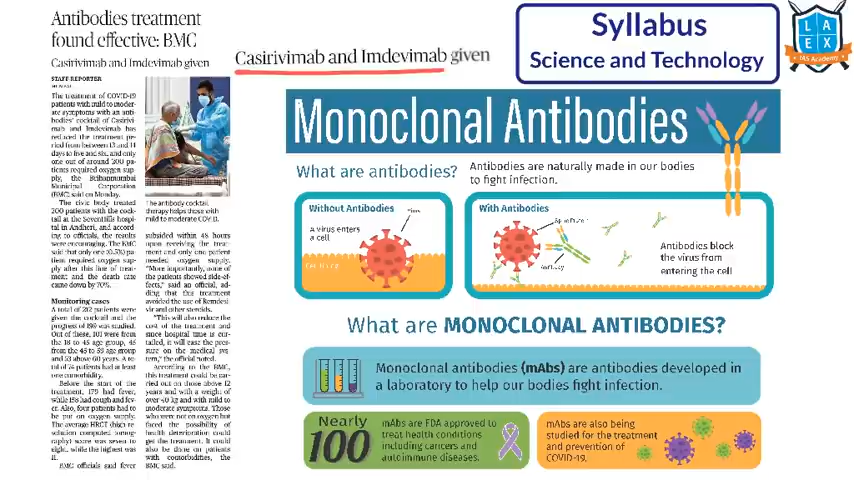 Antibodies treatment
found effective: BMC
Casirivimab and Imdevimab given
STAFF REPORTER
MUMBAI
The treatment of COVID-19
patients with mild to moder-
ate symptoms with an anti-
bodies' cocktail of Casirivi-
mab and Imdevimab has
reduced the treatment pe-
riod from between 13 and 14
days to five and six, and only
one out of around 200 pa-
tients required oxygen sup-
ply, the Brihanmumbai
Municipal Corporation
(BMC) said on Monday.
The civic body treated
200 patients with the cock-
tail at the SevenHills hospi-
tal in Andheri, and accord-
ing to officials, the results
were encouraging. The BMC
said that only one (0.5%) pa-
tient required oxygen sup-
ply after this line of treat-
ment and the death rate
came down by 70%.
Monitoring cases
A total of 212 patients were
given the cocktail and the
progress of 199 was studied.
Out of these, 101 were from
the 18 to 45 age group, 45
from the 45 to 59 age group
and 53 above 60 years. A to-
tal of 74 patients had at least
one comorbidity.
Before the start of the
treatment, 179 had fever,
while 158 had cough and fe-
ver. Also, four patients had
to be put on oxygen supply.
The average HRCT (high re-
solution computed tomog-
raphy) score was seven to
eight, while the highest was
BMC officials said fever
The antibody cocktail
therapy helps those with
mild to moderate COVID.
subsided within 48 hours
upon receiving the treat-
ment and only one patient
needed oxygen supply.
"More importantly, none of
the patients showed side-ef-
fects," said an official, ad-
ding that this treatment
avoided the use of Remdesi-
vir and other steroids.
"This will also reduce the
cost of the treatment and
since hospital time is cur-
tailed, it will ease the pres-
sure on the medical sys-
tem," the official noted.
According to the BMC,
this treatment could be car-
ried out on those above 12
years and with a weight of
over 40 kg and with mild to
moderate symptoms. Those
who were not on oxygen but
faced the possibility of
health deterioration could
get the treatment. It could
also be done on patients
with comorbidities, the
BMC said.
Casirivimab and Imdevimab given
Syllabus
Science and Technology
LA
EX
IAS Academy
Monoclonal Antibodies
What are antibodies?
Antibodies are naturally made in our bodies
to fight infection.
Without Antibodies
A virus enters
a cell
With Antibodies
Antibody
Antibodies block
the virus from
entering the cell
What are MONOCLONAL ANTIBODIES?
Monoclonal antibodies (mAbs) are antibodies developed in
a laboratory to help our bodies fight infection.
Nearly
100
mAbs are FDA approved to
treat health conditions
including cancers and
autoimmune diseases.
mAbs are also being
studied for the treatment
and prevention of
COVID-19.